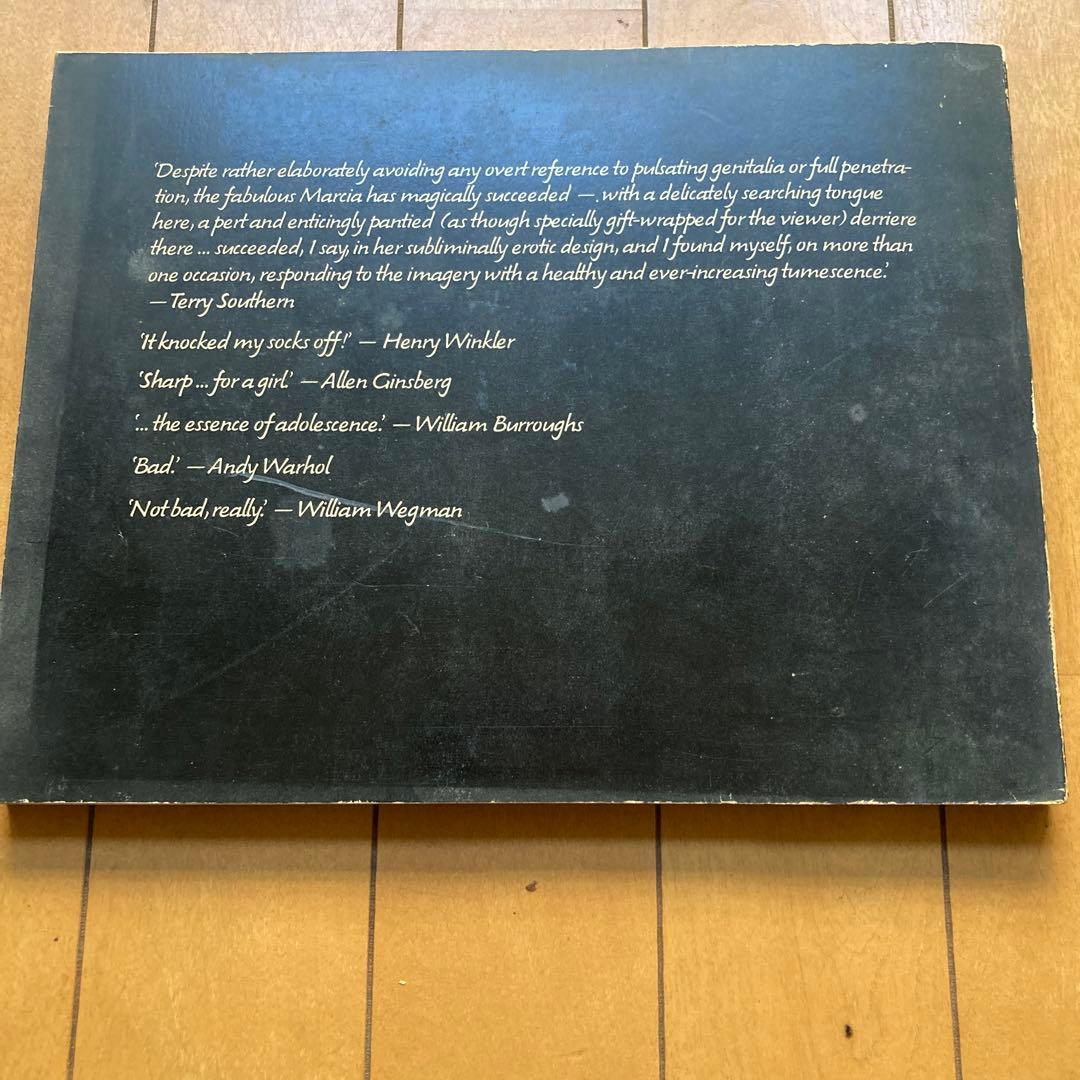 'Despite rather elaborately avoiding any overt reference to pulsating genitalia or full penetra-
tion, the fabulous Marcia has magically succeeded — with a delicately searching tongue
here, a pert and enticingly pantied (as though specially gift-wrapped for the viewer) derriere
there ... succeeded, I say, in her subliminally erotic design, and I found myself, on more than
one occasion, responding to the imagery with a healthy and ever-increasing tumescence.'
— Terry Southern
'It knocked my socks off!' — Henry Winkler
'Sharp ... for a girl.' — Allen Ginsberg
'... the essence of adolescence.' — William Burroughs
'Bad.' — Andy Warhol
'Not bad, really.' — William Wegman